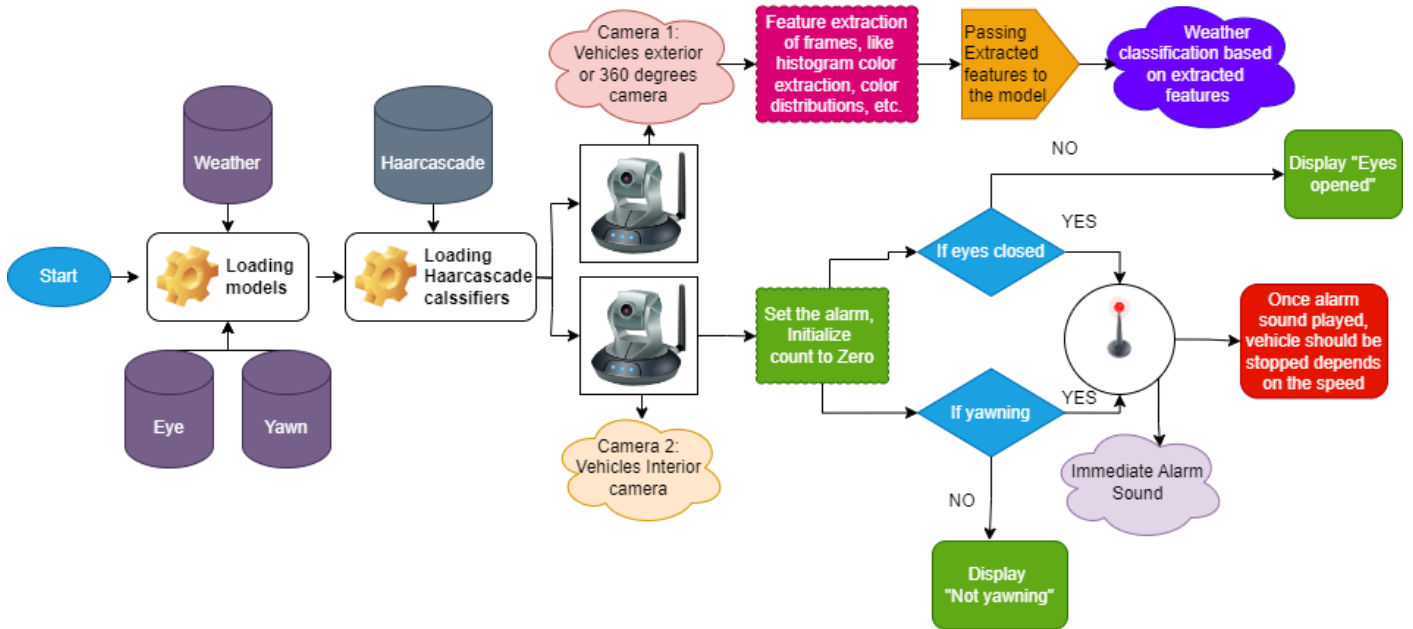 Camera 1:
Vehicles exterior
or 360 degrees
camera
Feature extraction
of frames, like
histogram color
extraction, color
distributions, etc.
Passing
Extracted
features to
the model
Weather
classification based
on extracted
features
Weather
Haarcascade
NO
Display "Eyes
opened"
Start
Loading
models
Loading
Haarcascade
calssifiers
If eyes closed
YES
Set the alarm,
Initialize
count to Zero
Once alarm
sound played,
vehicle should be
stopped depends
on the speed
Eye
Yawn
If yawning
YES
Camera 2:
Vehicles Interior
camera
Immediate Alarm
Sound
NO
Display
"Not yawning"